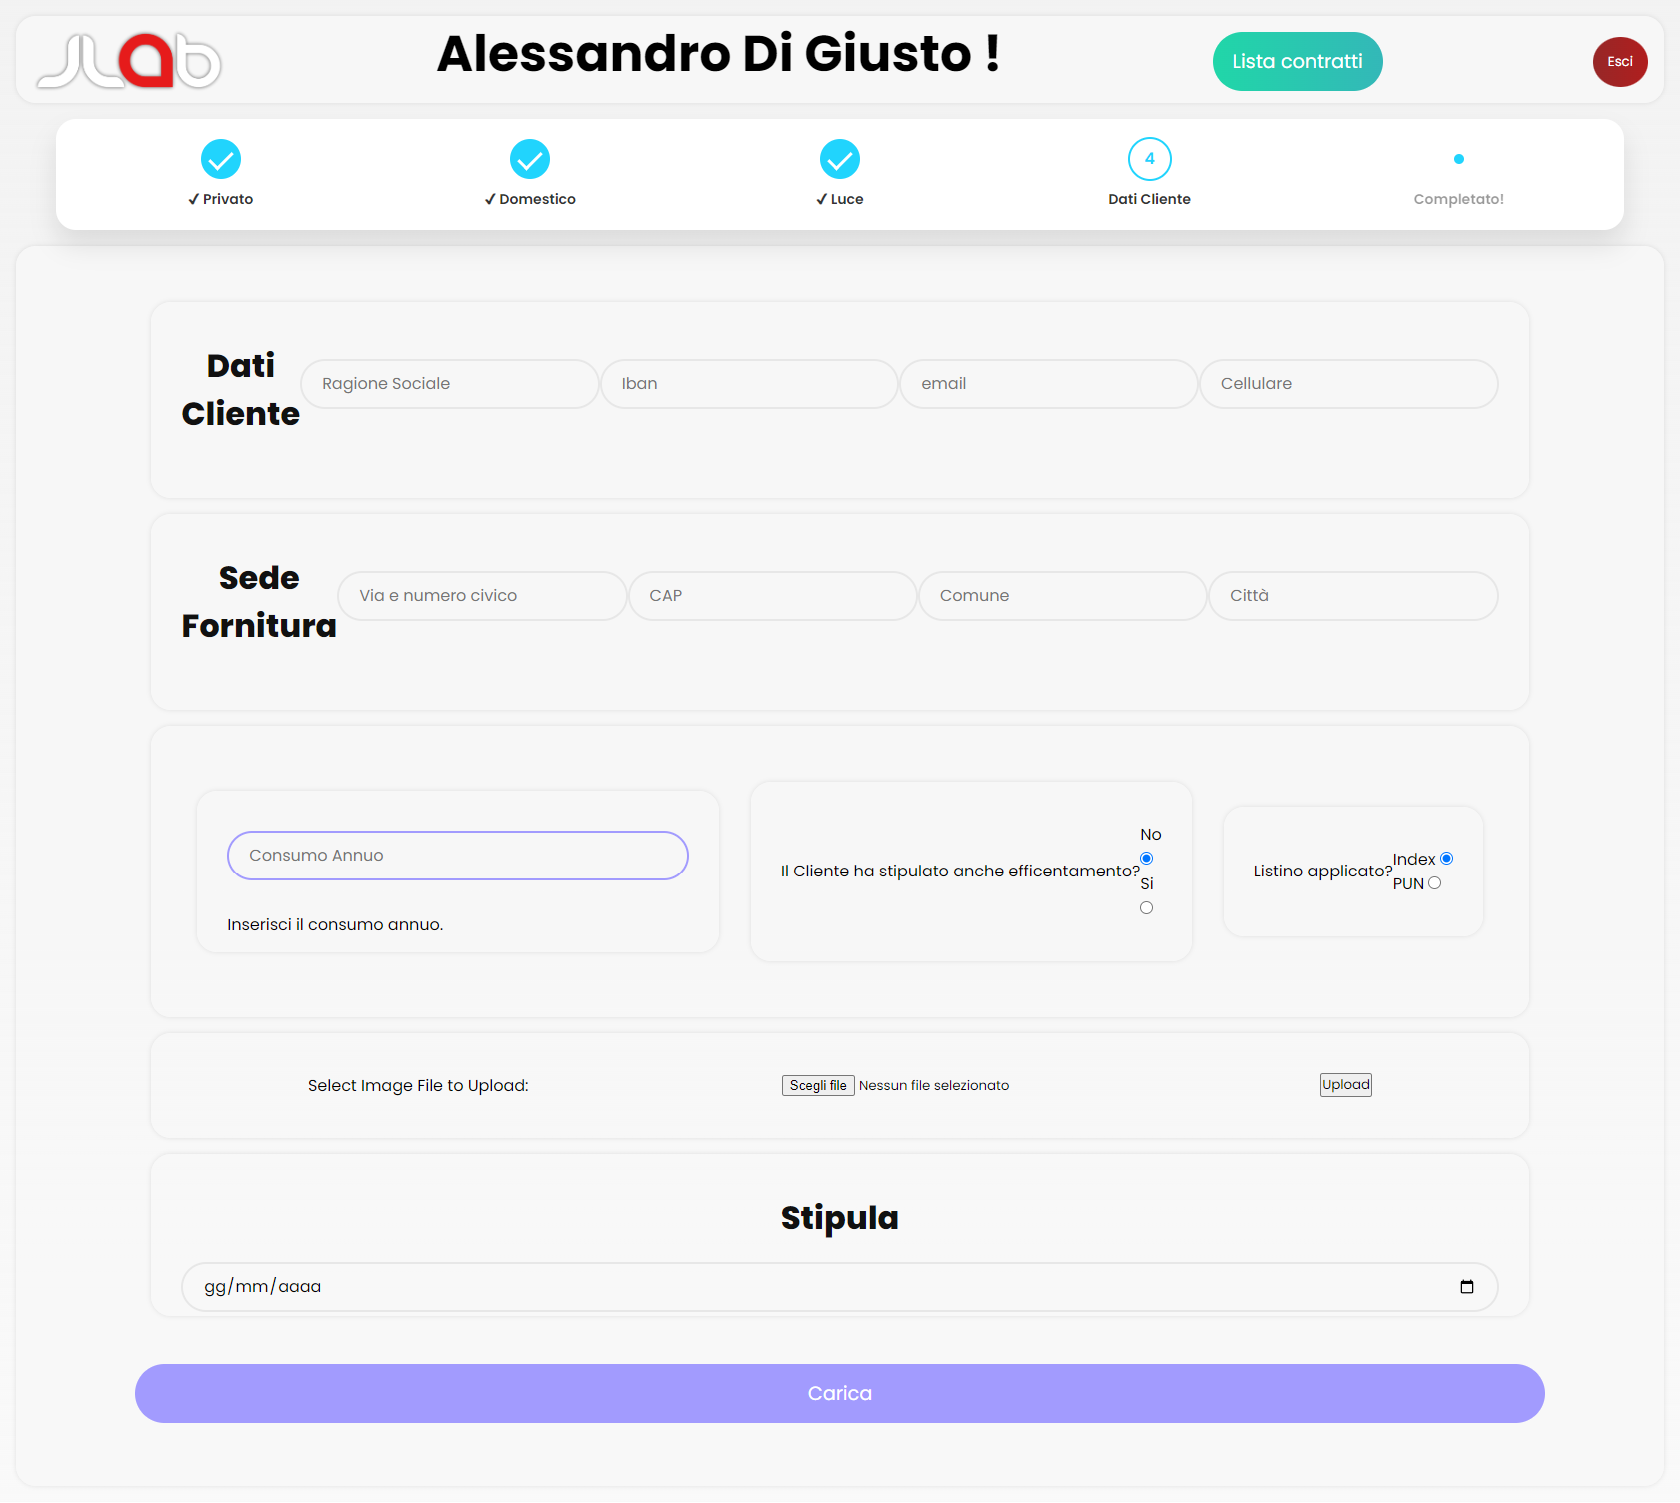 JLab
Alessandro Di Giusto !
Lista contratti
Esci
✓ Privato
✓ Domestico
✓ Luce
4
Dati Cliente
Completato!
Dati
Cliente
Ragione Sociale
Iban
email
Cellulare
Sede
Fornitura
Via e numero civico
CAP
Comune
Città
Consumo Annuo
Inserisci il consumo annuo.
Il Cliente ha stipulato anche efficentamento?
No
Si
Listino applicato?
Index
PUN
Select Image File to Upload:
Scegli file Nessun file selezionato
Upload
Stipula
gg/mm/aaaa
Carica